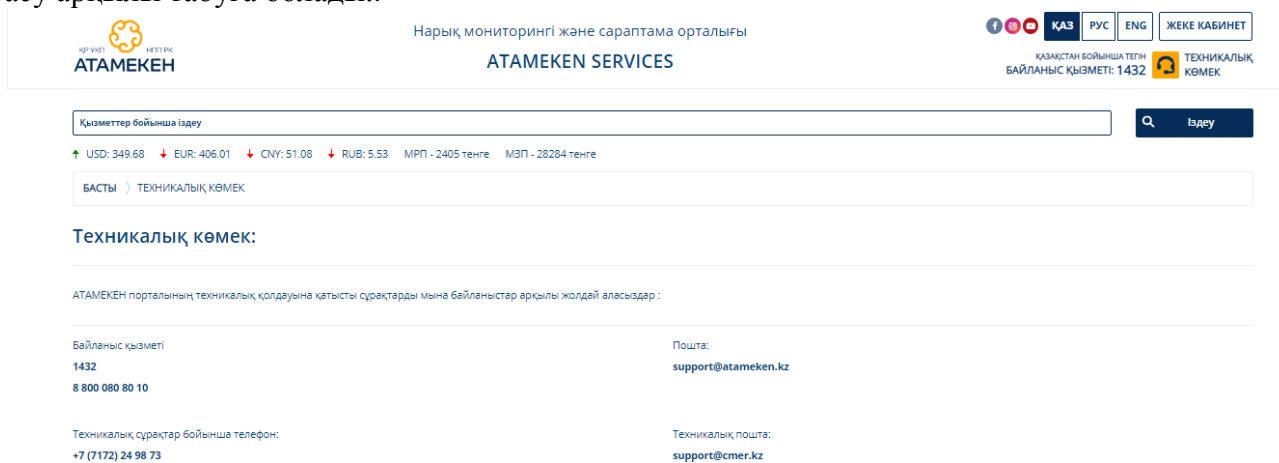 арқылы табуға болады.
Нарық мониторингі және сараптама орталығы
ATAMEKEN SERVICES
ҚР ҰКП НПП РК
АТАМЕКЕН
ҚАЗ РУС ENG ЖЕКЕ КАБИНЕТ
ҚАЗАҚСТАН БОЙЫНША ТЕГІН
БАЙЛАНЫС ҚЫЗМЕТІ: 1432
ТЕХНИКАЛЫҚ
КӨМЕК
Қызметтер бойынша іздеу
Іздеу
USD: 349.68 EUR: 406.01 CNY: 51.08 RUB: 5.53 МРП - 2405 тенге МЗП - 28284 тенге
БАСТЫ 〉 ТЕХНИКАЛЫҚ КӨМЕК
Техникалық көмек:
АТАМЕКЕН порталының техникалық қолдауына қатысты сұрақтарды мына байланыстар арқылы жолдай аласыздар :
Байланыс қызметі
1432
8 800 080 80 10
Пошта:
support@atameken.kz
Техникалық сұрақтар бойынша телефон:
+7 (7172) 24 98 73
Техникалық пошта:
support@cmer.kz